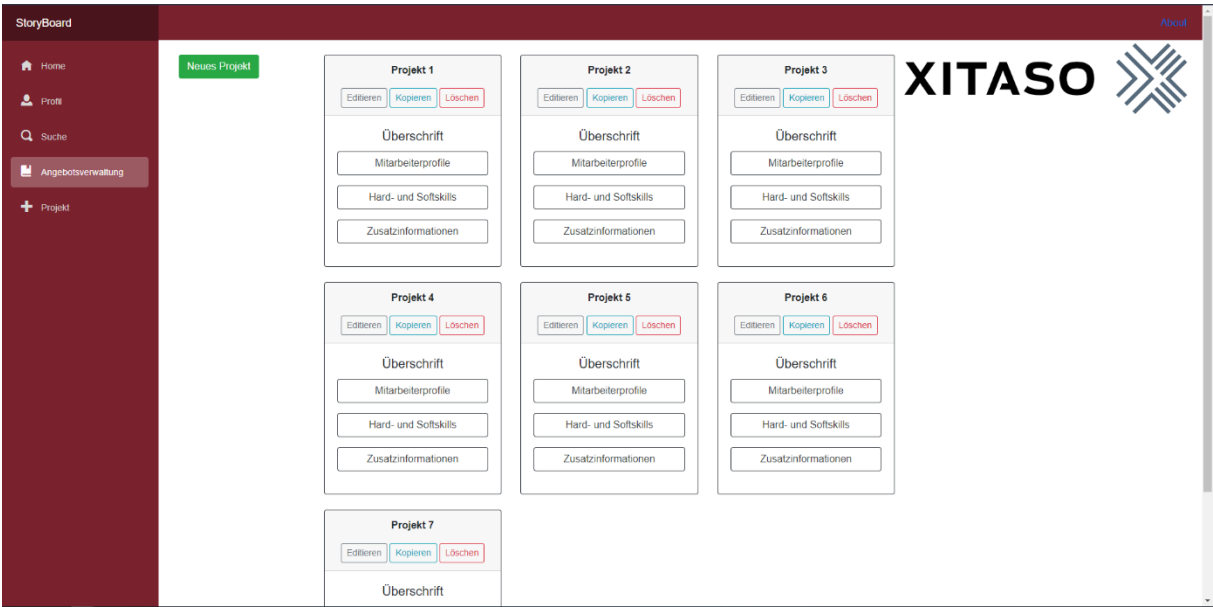 StoryBoard
About
Home
Profil
Suche
Angebotsverwaltung
Projekt
Neues Projekt
XITASO
Projekt 1 Projekt 2 Projekt 3
Editieren Kopieren Löschen Editieren Kopieren Löschen Editieren Kopieren Löschen
Überschrift Überschrift Überschrift
Mitarbeiterprofile Mitarbeiterprofile Mitarbeiterprofile
Hard- und Softskills Hard- und Softskills Hard- und Softskills
Zusatzinformationen Zusatzinformationen Zusatzinformationen
Projekt 4 Projekt 5 Projekt 6
Editieren Kopieren Löschen Editieren Kopieren Löschen Editieren Kopieren Löschen
Überschrift Überschrift Überschrift
Mitarbeiterprofile Mitarbeiterprofile Mitarbeiterprofile
Hard- und Softskills Hard- und Softskills Hard- und Softskills
Zusatzinformationen Zusatzinformationen Zusatzinformationen
Projekt 7
Editieren Kopieren Löschen
Überschrift